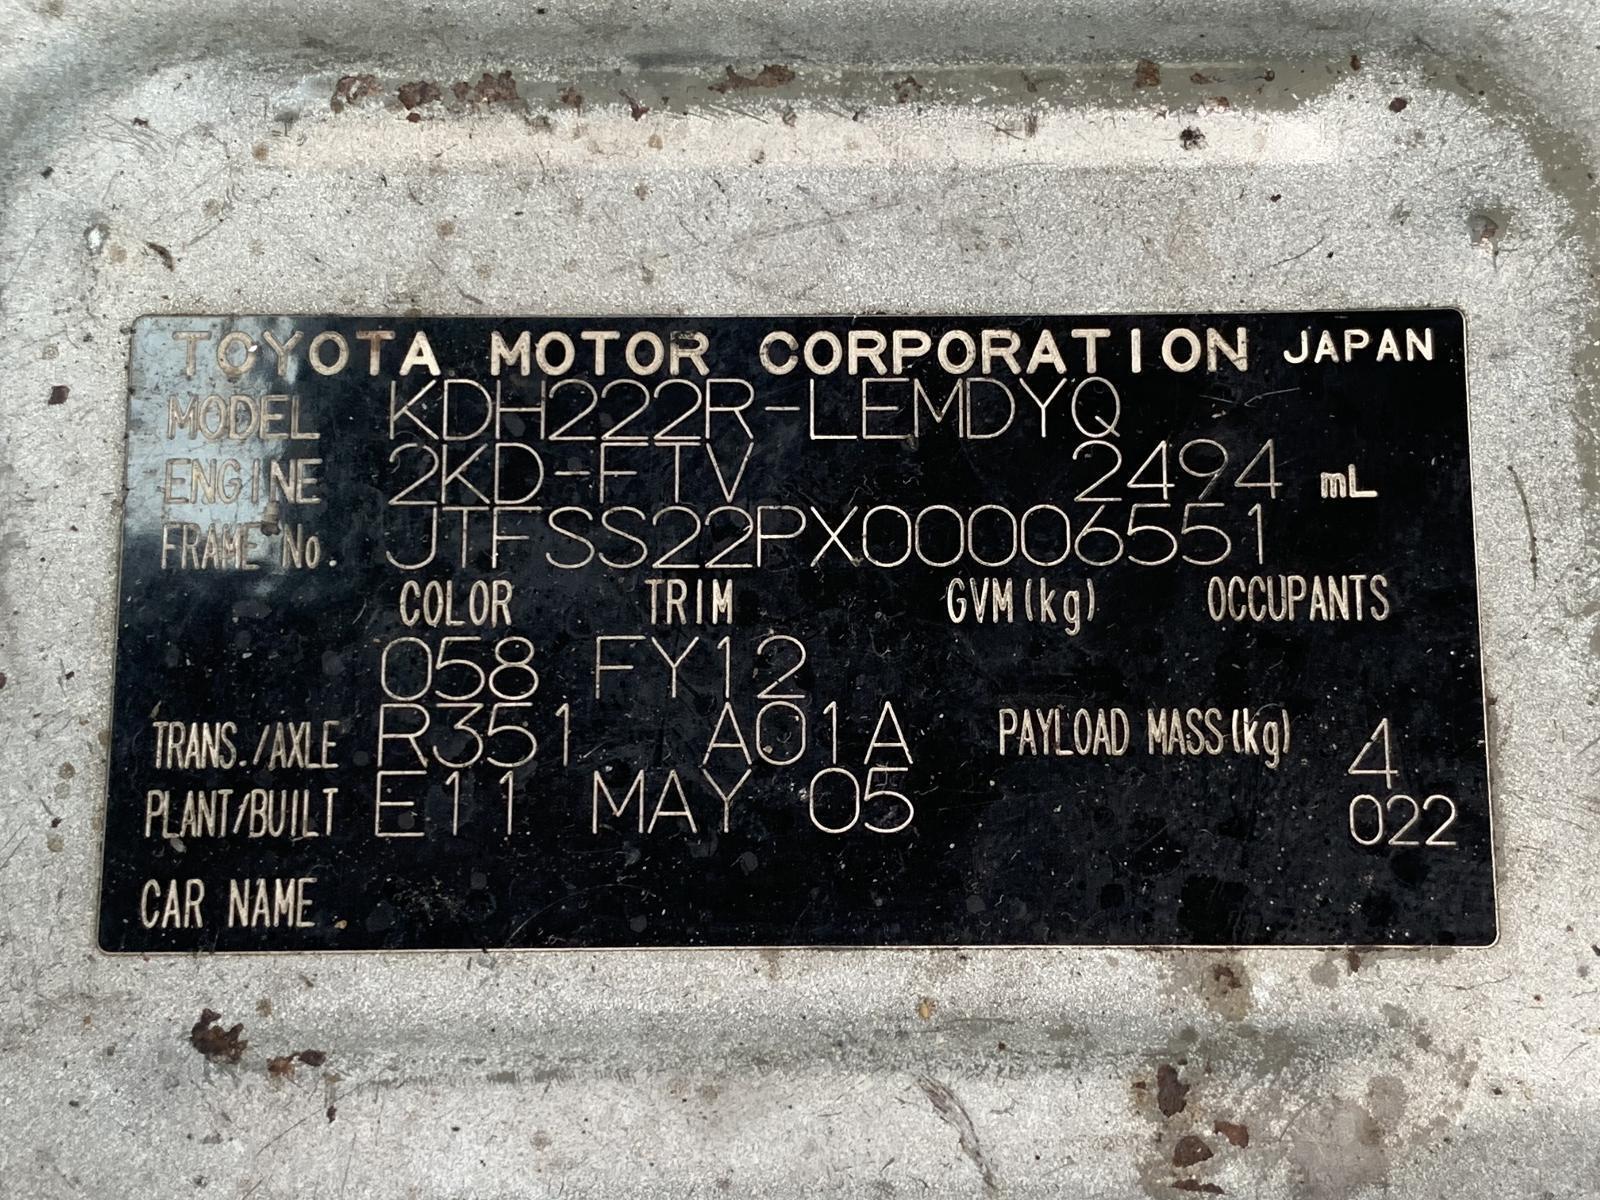 TOYOTA MOTOR CORPORATION JAPAN
MODEL KDH222R-LEMDYQ
ENGINE 2KD-FTV 2494 mL
FRAME No. JTFSS22PX00006551
COLOR TRIM GVM(kg) OCCUPANTS
058 FY12
TRANS./AXLE R351 A01A PAYLOAD MASS(kg) 4
PLANT/BUILT E11 MAY 05 022
CAR NAME